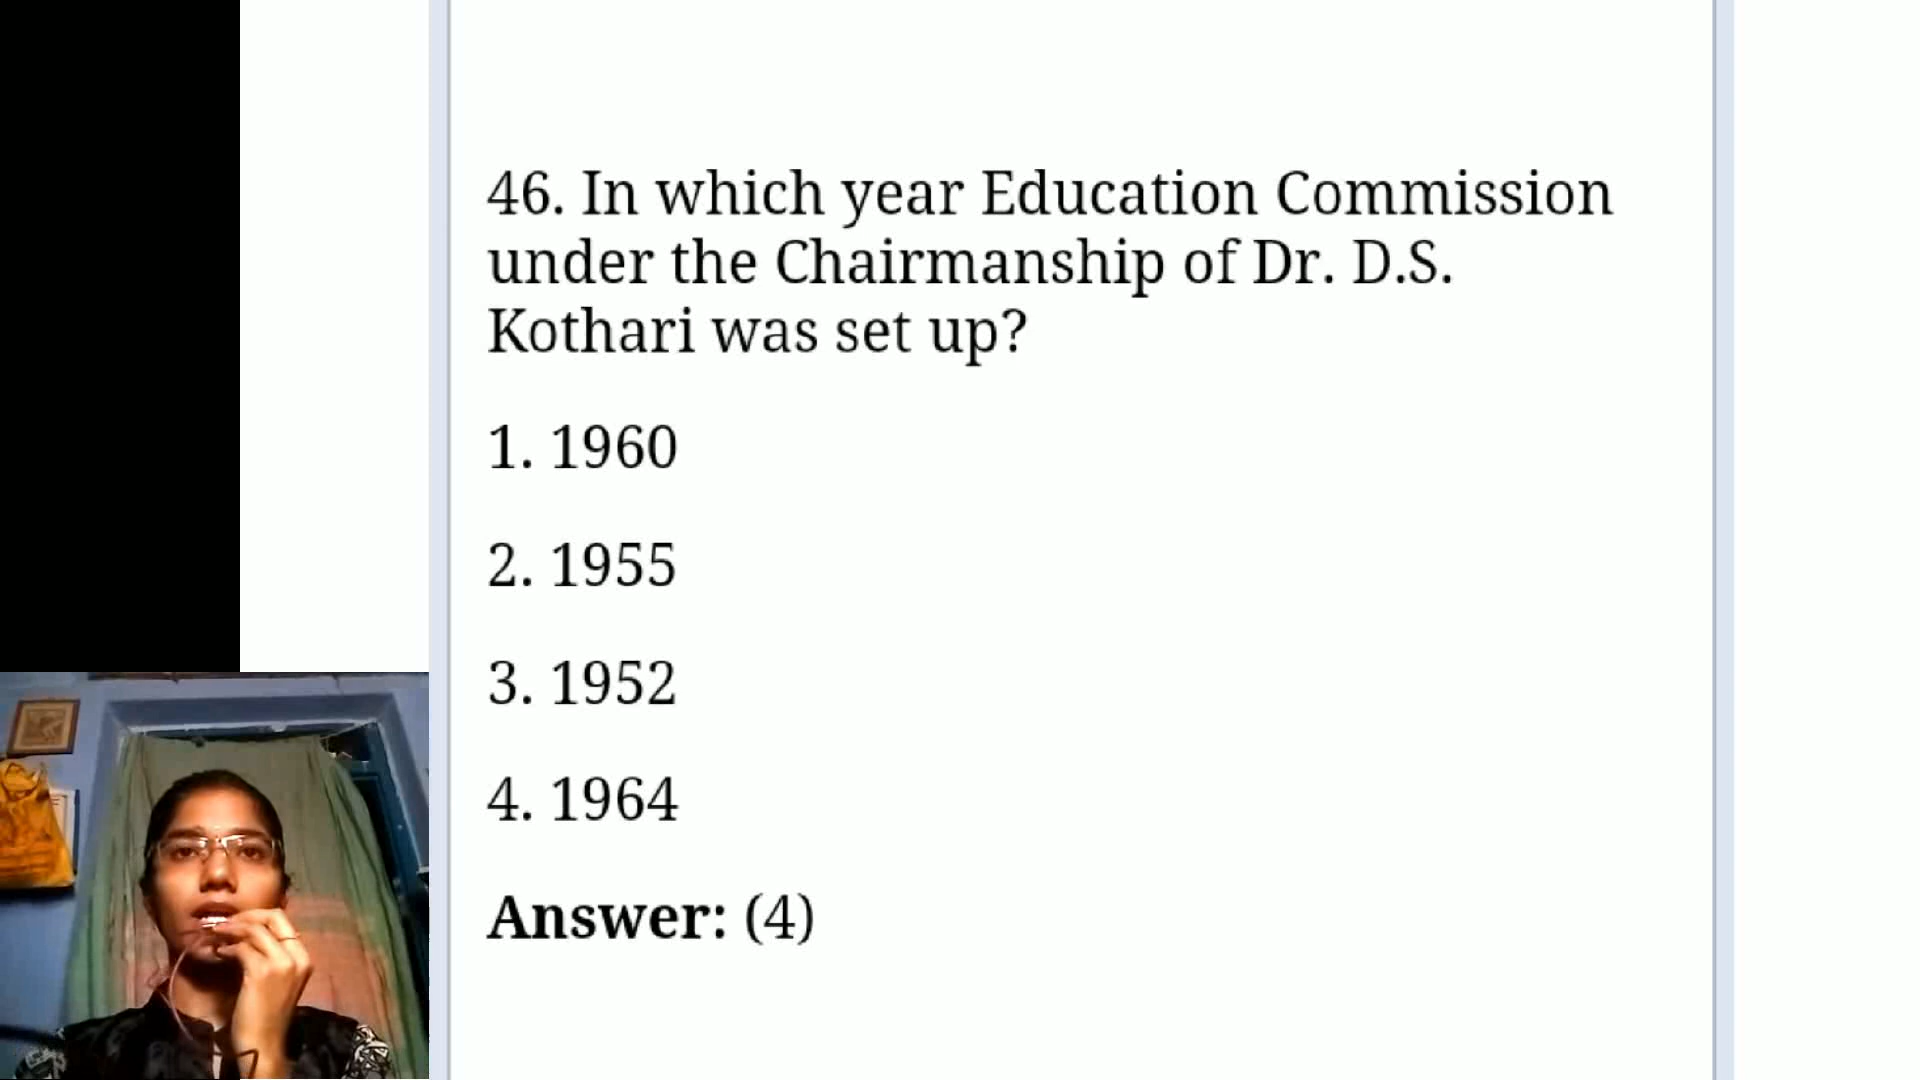 46. In which year Education Commission
under the Chairmanship of Dr. D.S.
Kothari was set up?
1. 1960
2. 1955
3. 1952
4. 1964
Answer: (4)